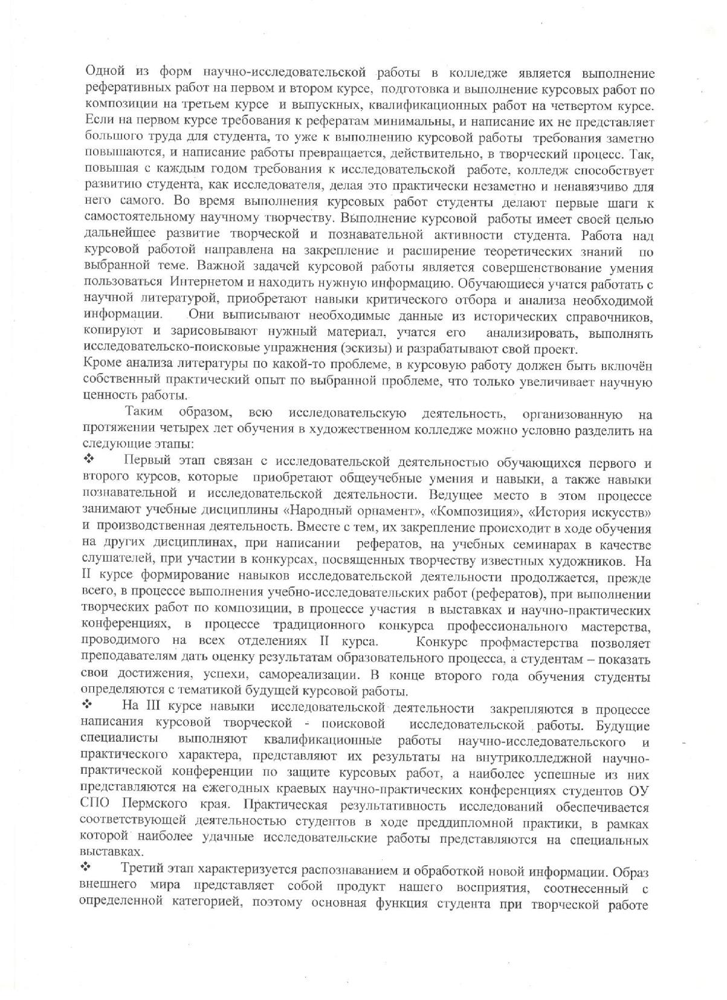 Одной из форм научно-исследовательской работы в колледже является выполнение
реферативных работ на первом и втором курсе, подготовка и выполнение курсовых работ по
композиции на третьем курсе и выпускных, квалификационных работ на четвертом курсе.
Если на первом курсе требования к рефератам минимальны, и написание их не представляет
большого труда для студента, то уже к выполнению курсовой работы требования заметно
повышаются, и написание работы превращается, действительно, в творческий процесс. Так,
повышая с каждым годом требования к исследовательской работе, колледж способствует
развитию студента, как исследователя, делая это практически незаметно и ненавязчиво для
него самого. Во время выполнения курсовых работ студенты делают первые шаги к
самостоятельному научному творчеству. Выполнение курсовой работы имеет своей целью
дальнейшее развитие творческой и познавательной активности студента. Работа над
курсовой работой направлена на закрепление и расширение теоретических знаний по
выбранной теме. Важной задачей курсовой работы является совершенствование умения
пользоваться Интернетом и находить нужную информацию. Обучающиеся учатся работать с
научной литературой, приобретают навыки критического отбора и анализа необходимой
информации. Они выписывают необходимые данные из исторических справочников,
копируют и зарисовывают нужный материал, учатся его анализировать, выполнять
исследовательско-поисковые упражнения (эскизы) и разрабатывают свой проект.
Кроме анализа литературы по какой-то проблеме, в курсовую работу должен быть включён
собственный практический опыт по выбранной проблеме, что только увеличивает научную
ценность работы.
Таким образом, всю исследовательскую деятельность, организованную на
протяжении четырех лет обучения в художественном колледже можно условно разделить на
следующие этапы:
❖ Первый этап связан с исследовательской деятельностью обучающихся первого и
второго курсов, которые приобретают общеучебные умения и навыки, а также навыки
познавательной и исследовательской деятельности. Ведущее место в этом процессе
занимают учебные дисциплины «Народный орнамент», «Композиция», «История искусств»
и производственная деятельность. Вместе с тем, их закрепление происходит в ходе обучения
на других дисциплинах, при написании рефератов, на учебных семинарах в качестве
слушателей, при участии в конкурсах, посвященных творчеству известных художников. На
II курсе формирование навыков исследовательской деятельности продолжается, прежде
всего, в процессе выполнения учебно-исследовательских работ (рефератов), при выполнении
творческих работ по композиции, в процессе участия в выставках и научно-практических
конференциях, в процессе традиционного конкурса профессионального мастерства,
проводимого на всех отделениях II курса. Конкурс профмастерства позволяет
преподавателям дать оценку результатам образовательного процесса, а студентам – показать
свои достижения, успехи, самореализации. В конце второго года обучения студенты
определяются с тематикой будущей курсовой работы.
❖ На III курсе навыки исследовательской деятельности закрепляются в процессе
написания курсовой творческой - поисковой исследовательской работы. Будущие
специалисты выполняют квалификационные работы научно-исследовательского и
практического характера, представляют их результаты на внутриколледжной научно-
практической конференции по защите курсовых работ, а наиболее успешные из них
представляются на ежегодных краевых научно-практических конференциях студентов ОУ
СПО Пермского края. Практическая результативность исследований обеспечивается
соответствующей деятельностью студентов в ходе преддипломной практики, в рамках
которой наиболее удачные исследовательские работы представляются на специальных
выставках.
❖ Третий этап характеризуется распознаванием и обработкой новой информации. Образ
внешнего мира представляет собой продукт нашего восприятия, соотнесенный с
определенной категорией, поэтому основная функция студента при творческой работе